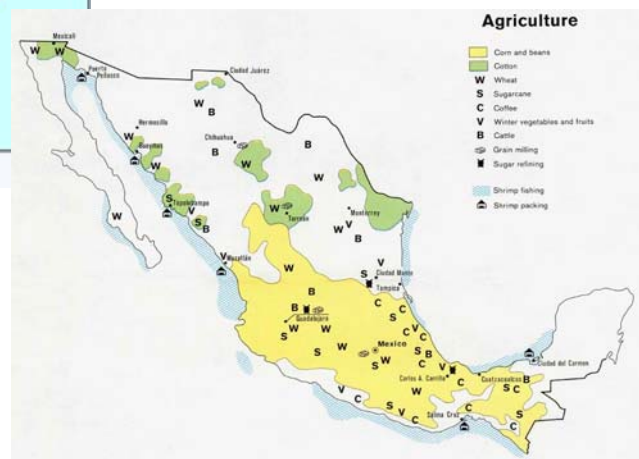 Agriculture
Corn and beans
Cotton
W Wheat
S Sugarcane
C Coffee
V Winter vegetables and fruits
B Cattle
Grain milling
Sugar refining
Shrimp fishing
Shrimp packing
Mexicali
W
W
Puerto
Peñasco
Ciudad Juárez
W
B
Hermosillo
W
Guaymas
W
Chihuahua
B
W
B
W
W
S
Topolobampo
V
S
B
W
Torreón
Monterrey
W V
B
V
Mazatlán
W
V
S
Ciudad Mante
Tampico
B
B
Guadalajara
W W
S
W
S
C
C
S
C V
C
S B
C
México
W
S
V
Carlos A. Carrillo
C
Coatzacoalcos
W
V
C
S
V
C
C
Salina Cruz
S C
B
S
C
Ciudad del Carmen